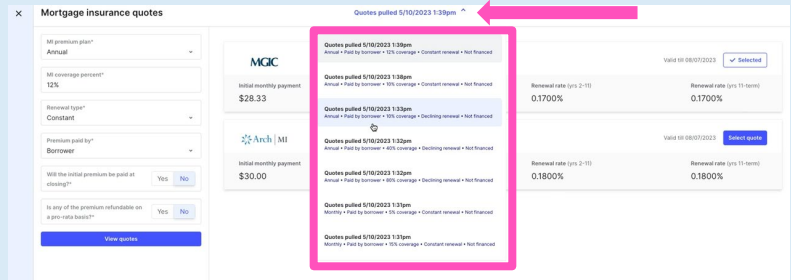 × Mortgage insurance quotes
Quotes pulled 5/10/2023 1:39pm
MI premium plan*
Annual
MI coverage percent*
12%
Renewal type*
Constant
Premium paid by*
Borrower
Will the initial premium be paid at
closing?*
Yes No
Is any of the premium refundable on
a pro-rata basis?*
Yes No
View quotes
Quotes pulled 5/10/2023 1:39pm
Annual • Paid by borrower • 12% coverage • Constant renewal • Not financed
Quotes pulled 5/10/2023 1:38pm
Annual • Paid by borrower • 10% coverage • Constant renewal • Not financed
Quotes pulled 5/10/2023 1:33pm
Annual • Paid by borrower • 10% coverage • Declining renewal • Not financed
Quotes pulled 5/10/2023 1:32pm
Annual • Paid by borrower • 40% coverage • Declining renewal • Not financed
Quotes pulled 5/10/2023 1:32pm
Annual • Paid by borrower • 80% coverage • Declining renewal • Not financed
Quotes pulled 5/10/2023 1:31pm
Monthly • Paid by borrower • 5% coverage • Constant renewal • Not financed
Quotes pulled 5/10/2023 1:31pm
Monthly • Paid by borrower • 15% coverage • Constant renewal • Not financed
MGIC
Valid till 08/07/2023 Selected
Initial monthly payment Renewal rate (yrs 2-11) Renewal rate (yrs 11-term)
$28.33 0.1700% 0.1700%
Arch | MI
Valid till 08/07/2023 Select quote
Initial monthly payment Renewal rate (yrs 2-11) Renewal rate (yrs 11-term)
$30.00 0.1800% 0.1800%